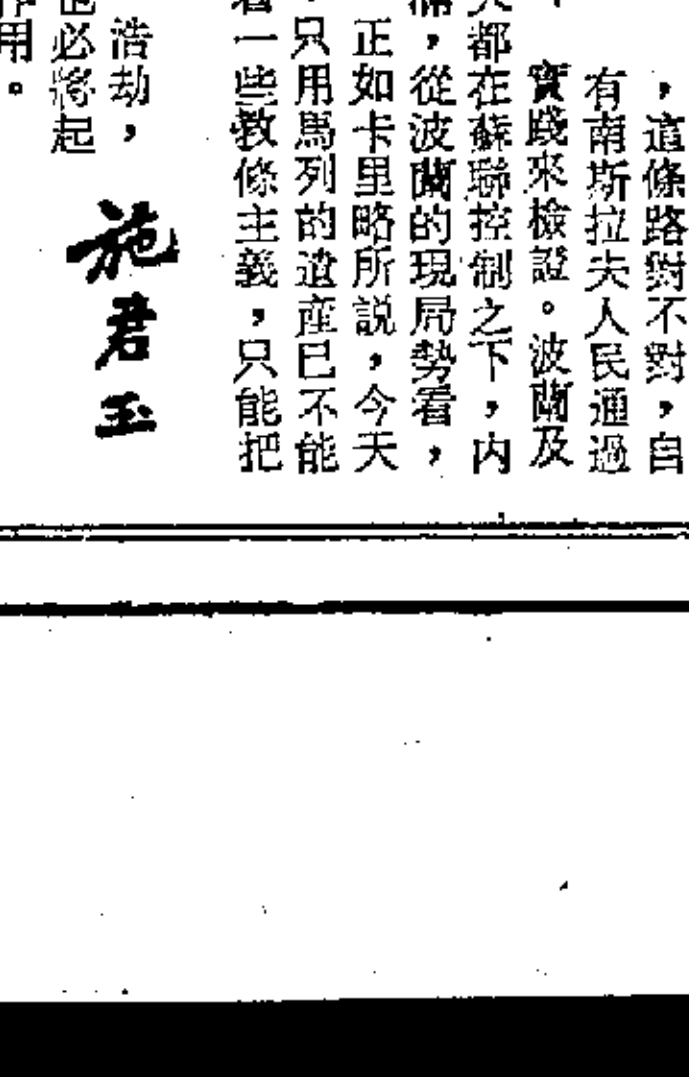 ，這條路對不對，自
有南斯拉夫人民通過
實踐來檢證。波蘭及
都在蘇聯控制之下，內
，從波蘭的現局勢看，
正如卡里略所説，今天
只用馬列的遺產已不能
一些教條主義，只能把
浩劫，
必將起
用。
施君玉